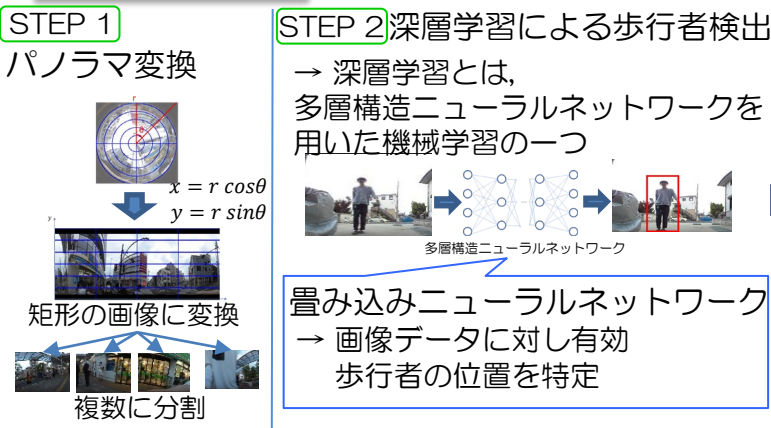 STEP 1
パノラマ変換
r
θ
x = r cosθ
y = r sinθ
y
矩形の画像に変換
複数に分割
STEP 2 深層学習による歩行者検出
→ 深層学習とは,
多層構造ニューラルネットワークを
用いた機械学習の一つ
多層構造ニューラルネットワーク
畳み込みニューラルネットワーク
→ 画像データに対し有効
歩行者の位置を特定